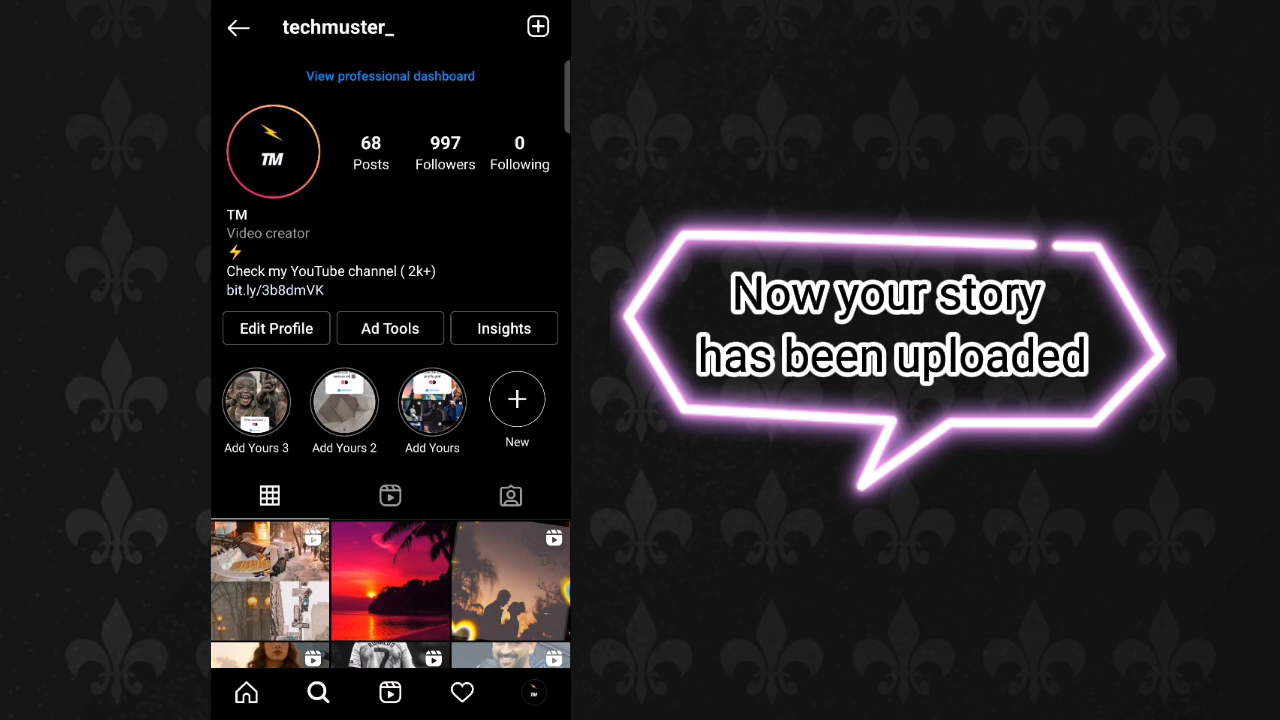 techmuster_
View professional dashboard
TM
68
997
0
Posts
Followers
Following
TM
Video creator
⚡
Check my YouTube channel ( 2k+)
bit.ly/3b8dmVK
Edit Profile
Ad Tools
Insights
Add Yours 3
Add Yours 2
Add Yours
New
7
Now your story
has been uploaded